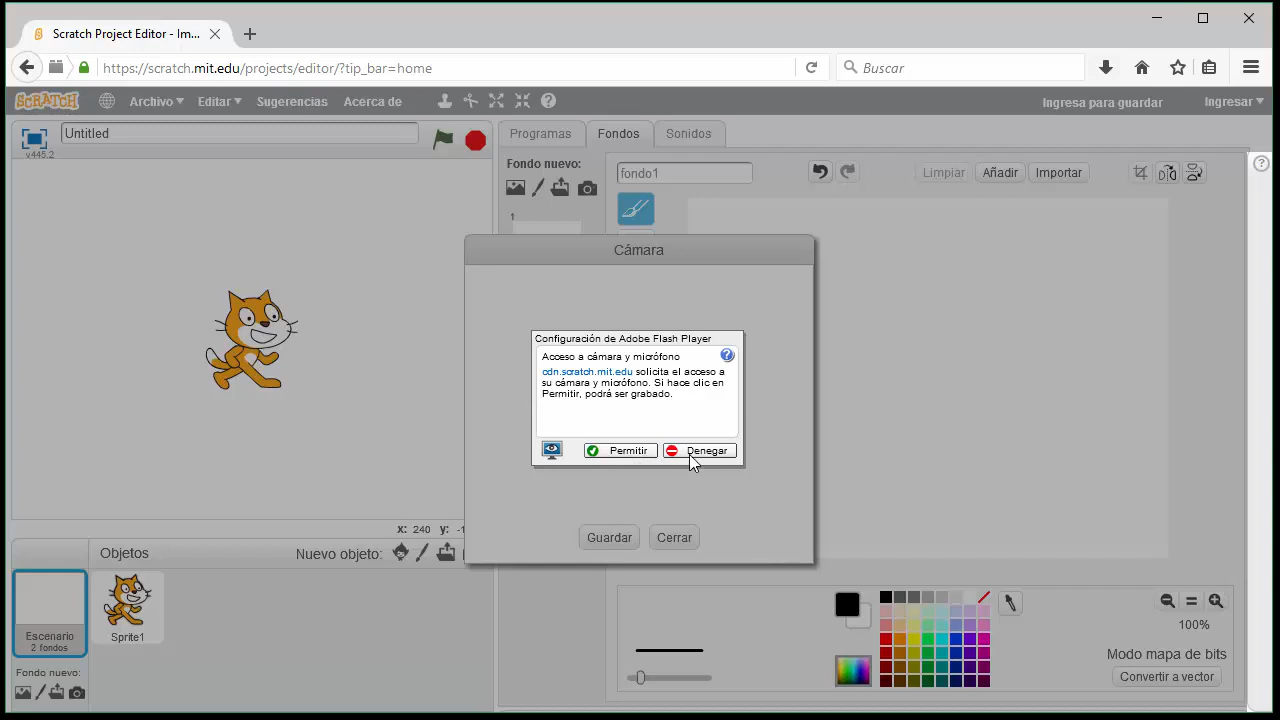 Scratch Project Editor - Im...
https://scratch.mit.edu/projects/editor/?tip_bar=home
Buscar
SCRATCH
Archivo
Editar
Sugerencias
Acerca de
Ingresa para guardar
Ingresar
v445.2
Untitled
Programas
Fondos
Sonidos
Fondo nuevo:
1
fondo1
Limpiar
Añadir
Importar
Cámara
Configuración de Adobe Flash Player
Acceso a cámara y micrófono
cdn.scratch.mit.edu solicita el acceso a
su cámara y micrófono. Si hace clic en
Permitir, podrá ser grabado.
Permitir
Denegar
Guardar
Cerrar
x: 240 y: -1
Objetos
Nuevo objeto:
Escenario
2 fondos
Sprite1
Fondo nuevo:
100%
Modo mapa de bits
Convertir a vector